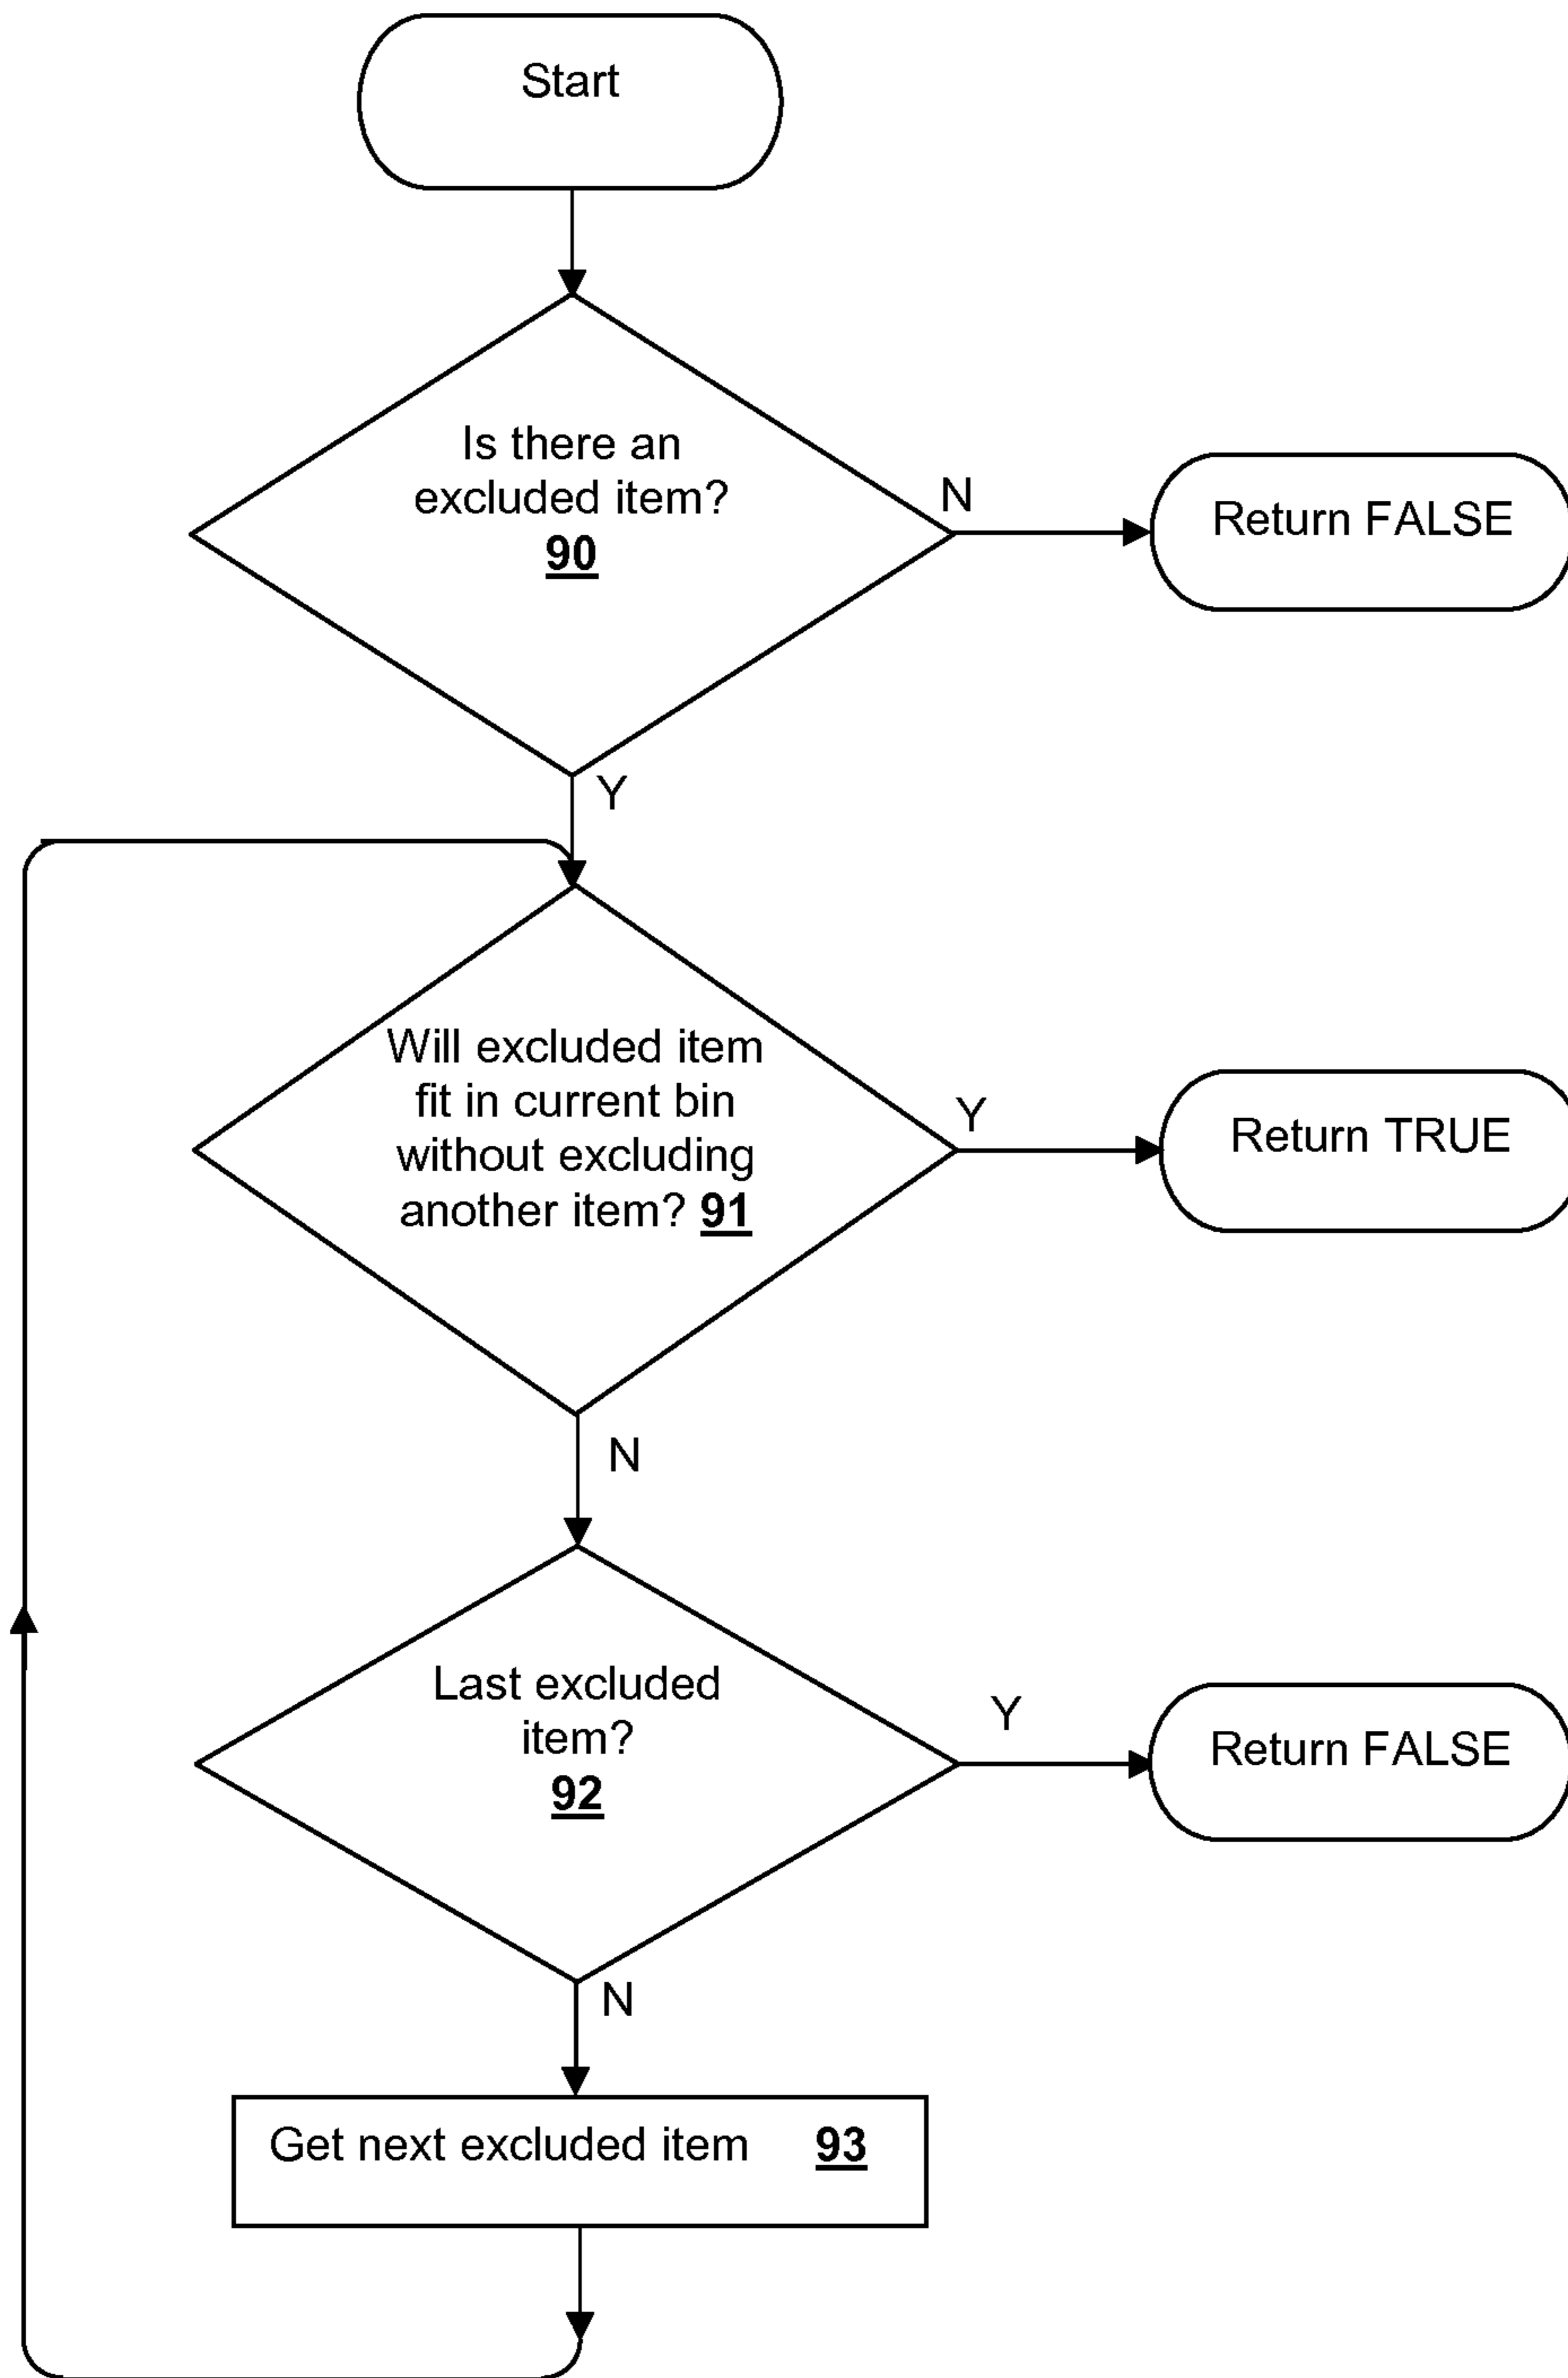 Start
Is there an
excluded item?
90
N
Return FALSE
Y
Will excluded item
fit in current bin
without excluding
another item? 91
Y
Return TRUE
N
Last excluded
item?
92
Y
Return FALSE
N
Get next excluded item 93